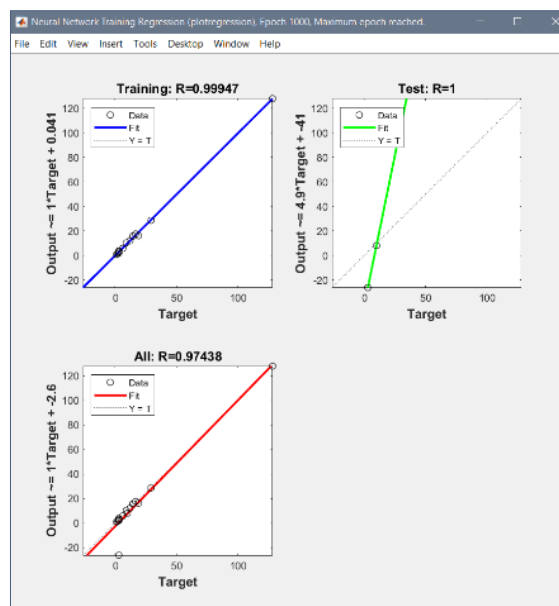 Neural Network Training Regression (plotregression), Epoch 1000, Maximum epoch reached.
File Edit View Insert Tools Desktop Window Help
Training: R=0.99947
Output ~= 1*Target + 0.041
120
100
80
60
40
20
0
-20
Data
Fit
Y = T
0 50 100
Target
Test: R=1
Output ~= 4.9*Target + -41
120
100
80
60
40
20
0
-20
Data
Fit
Y = T
0 50 100
Target
All: R=0.97438
Output ~= 1*Target + -2.6
120
100
80
60
40
20
0
-20
Data
Fit
Y = T
0 50 100
Target